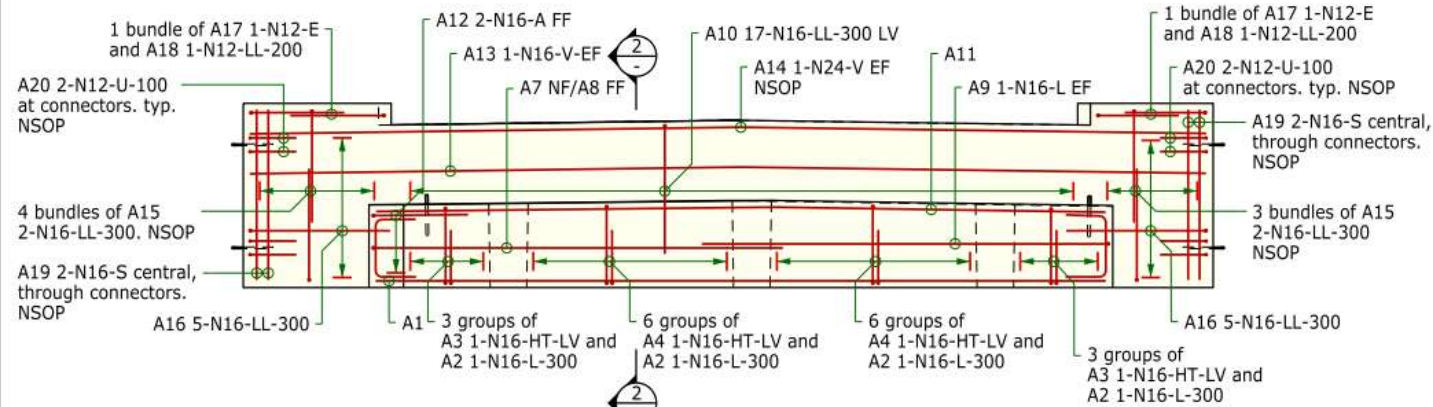 1 bundle of A17 1-N12-E
and A18 1-N12-LL-200
A20 2-N12-U-100
at connectors. typ.
NSOP
4 bundles of A15
2-N16-LL-300. NSOP
A19 2-N16-S central,
through connectors.
NSOP
A16 5-N16-LL-300
A12 2-N16-A FF
A13 1-N16-V-EF
A7 NF/A8 FF
2
-
A10 17-N16-LL-300 LV
A14 1-N24-V EF
NSOP
A11
A9 1-N16-L EF
1 bundle of A17 1-N12-E
and A18 1-N12-LL-200
A20 2-N12-U-100
at connectors. typ. NSOP
A19 2-N16-S central,
through connectors.
NSOP
3 bundles of A15
2-N16-LL-300
NSOP
A16 5-N16-LL-300
A1
3 groups of
A3 1-N16-HT-LV and
A2 1-N16-L-300
6 groups of
A4 1-N16-HT-LV and
A2 1-N16-L-300
6 groups of
A4 1-N16-HT-LV and
A2 1-N16-L-300
3 groups of
A3 1-N16-HT-LV and
A2 1-N16-L-300
2